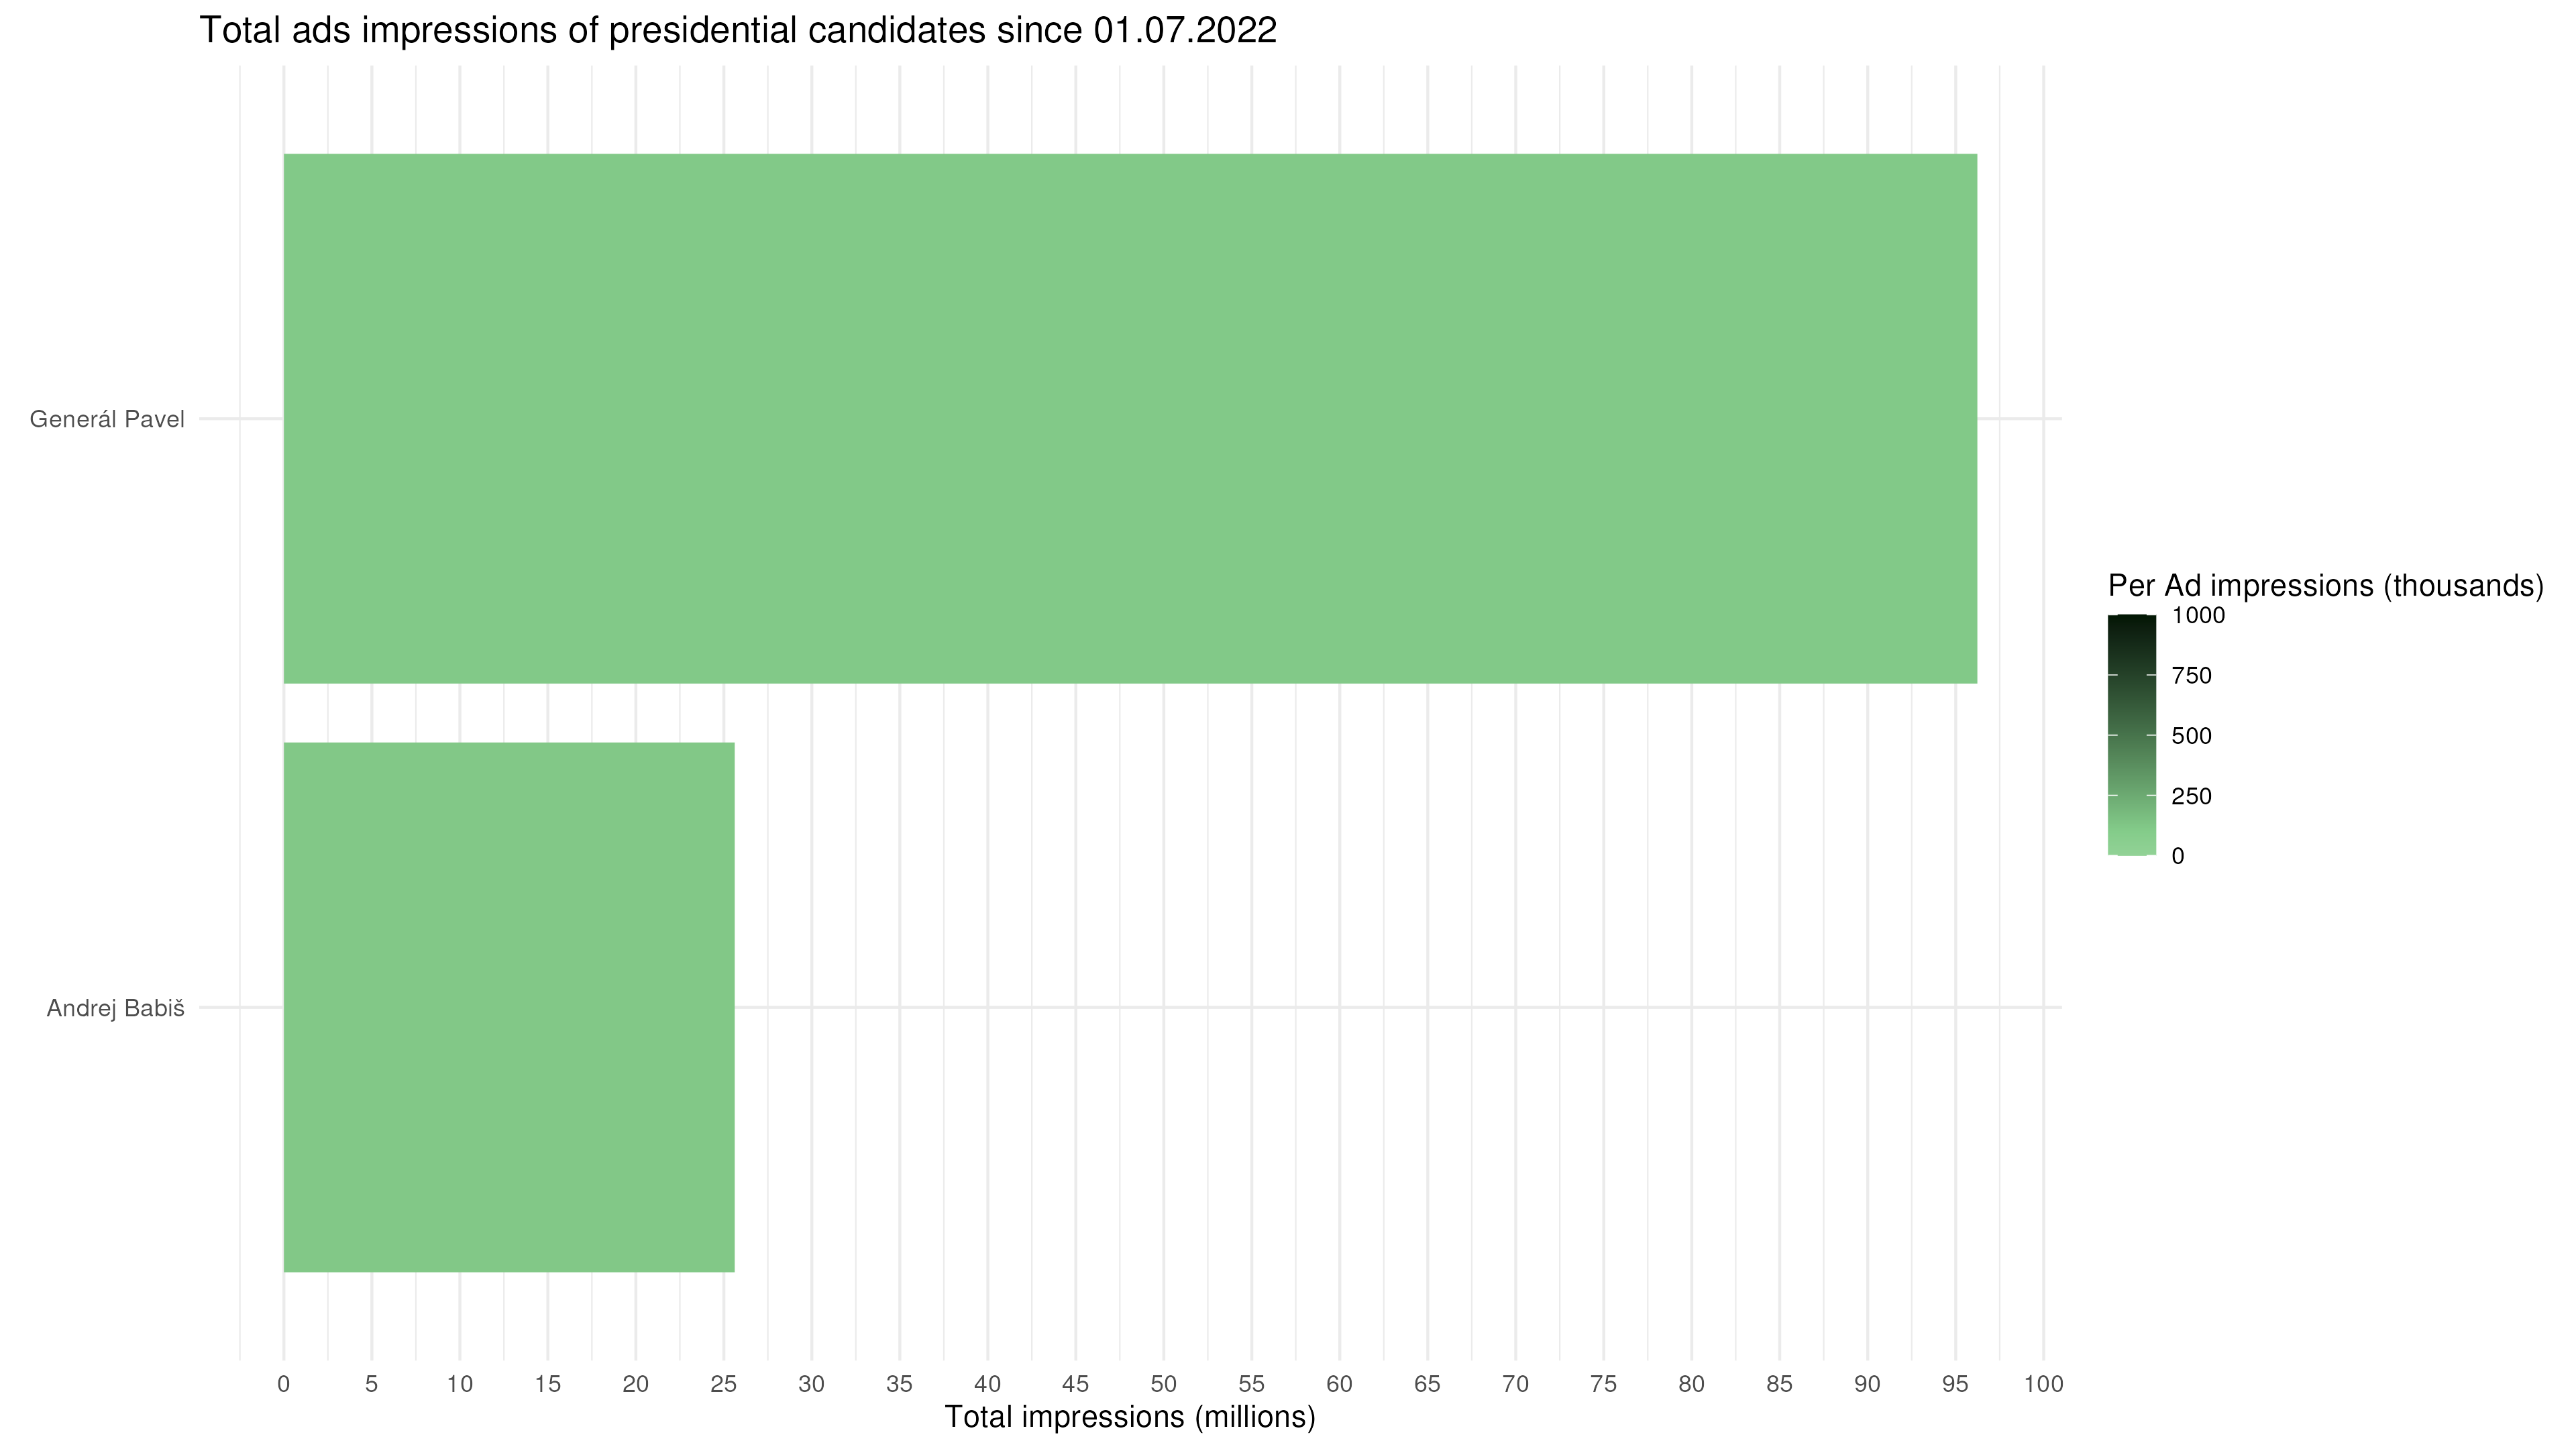 Total ads impressions of presidential candidates since 01.07.2022
Generál Pavel
Andrej Babiš
0 5 10 15 20 25 30 35 40 45 50 55 60 65 70 75 80 85 90 95 100
Total impressions (millions)
Per Ad impressions (thousands)
1000
750
500
250
0